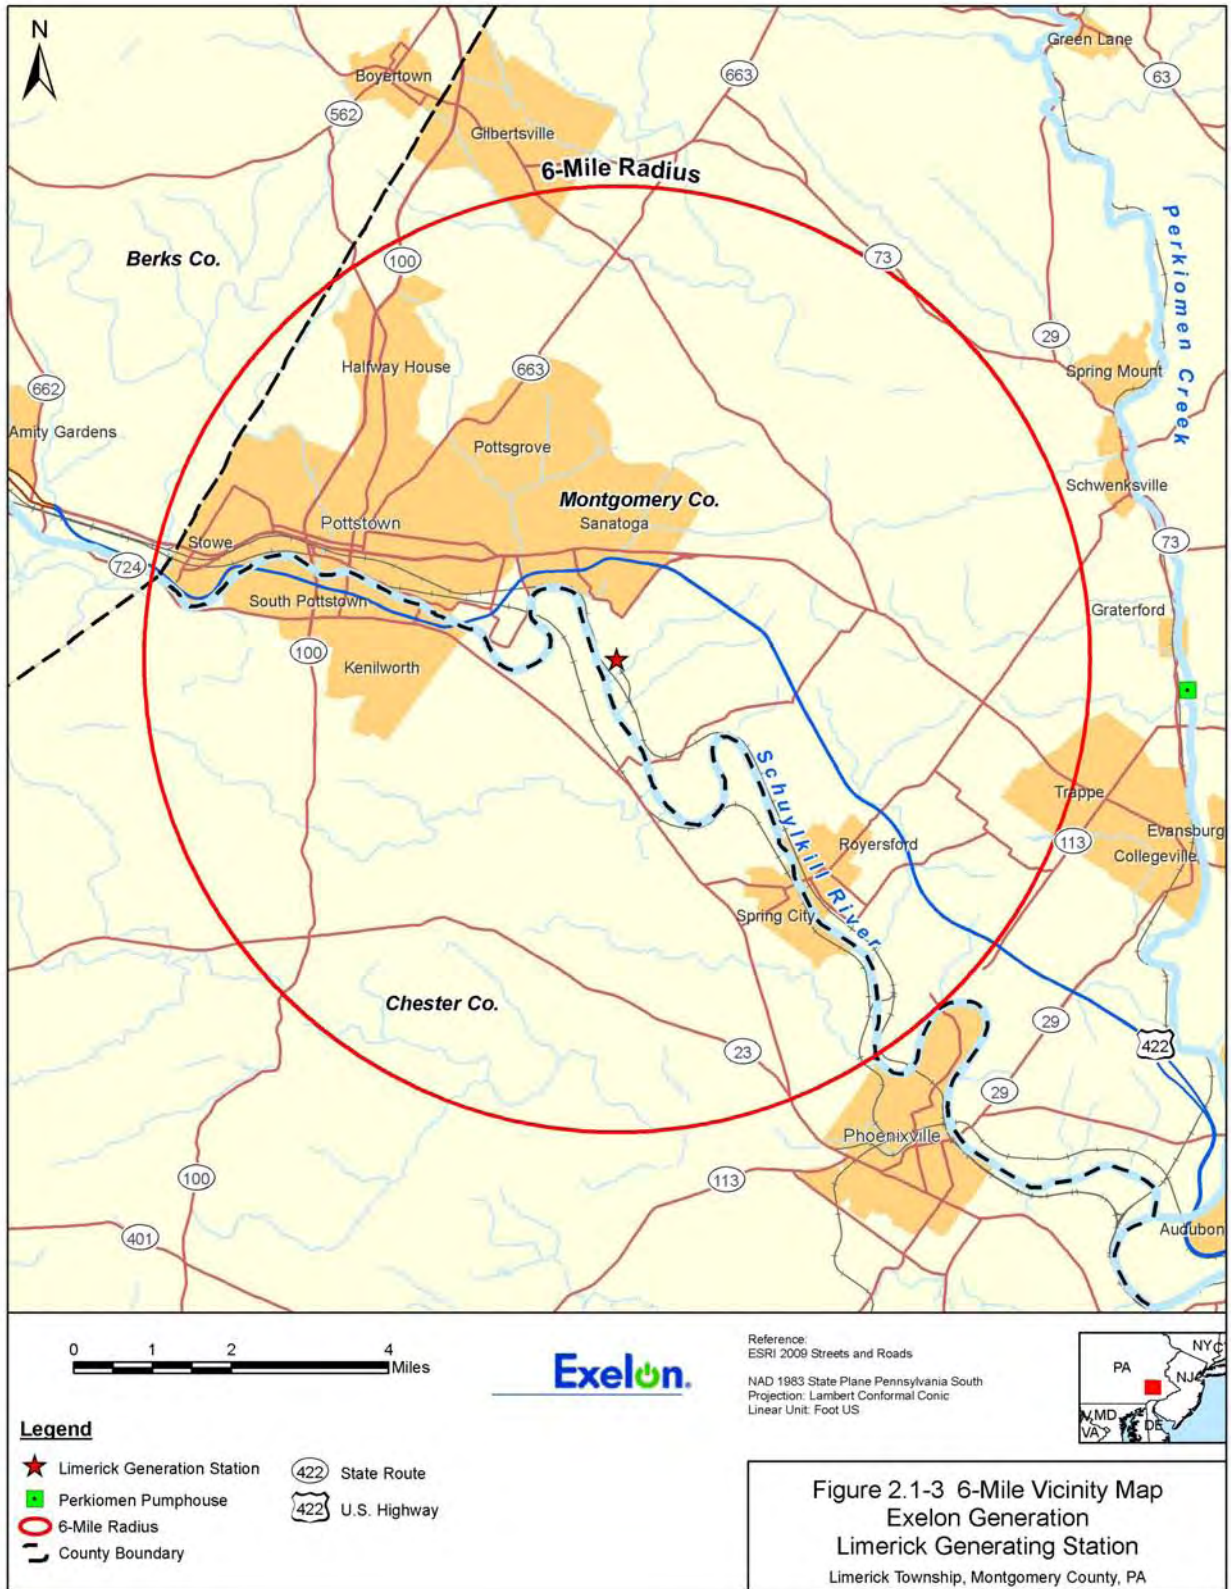 N
Green Lane
Boyertown
663
63
562
Gilbertsville
6-Mile Radius
Perkiomen Creek
Berks Co.
100
73
29
Halfway House
663
Spring Mount
662
Amity Gardens
Pottsgrove
Schwenksville
Montgomery Co.
Pottstown
Sanatoga
Stowe
73
724
South Pottstown
Graterford
100
Kenilworth
Schuylkill River
Trappe
Royersford
113
Evansburg
Collegeville
Spring City
Chester Co.
29
23
422
29
Phoenixville
100
113
401
Audubon
0 1 2 4
Miles
Exelon.
Reference:
ESRI 2009 Streets and Roads
NAD 1983 State Plane Pennsylvania South
Projection: Lambert Conformal Conic
Linear Unit: Foot US
PA
NY
C
NJ
MD
DE
VA
Legend
Limerick Generation Station
422 State Route
Perkiomen Pumphouse
422 U.S. Highway
6-Mile Radius
County Boundary
Figure 2.1-3 6-Mile Vicinity Map
Exelon Generation
Limerick Generating Station
Limerick Township, Montgomery County, PA